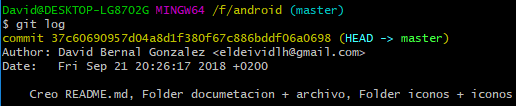 David@DESKTOP-LG87O2G MINGW64 /f/android (master)
$ git log
commit 37c60690957d04a8d1f380f67c886bddf06a0698 (HEAD -> master)
Author: David Bernal Gonzalez <eldeividlh@gmail.com>
Date:   Fri Sep 21 20:26:17 2018 +0200
Creo README.md, Folder documetacion + archivo, Folder iconos + iconos